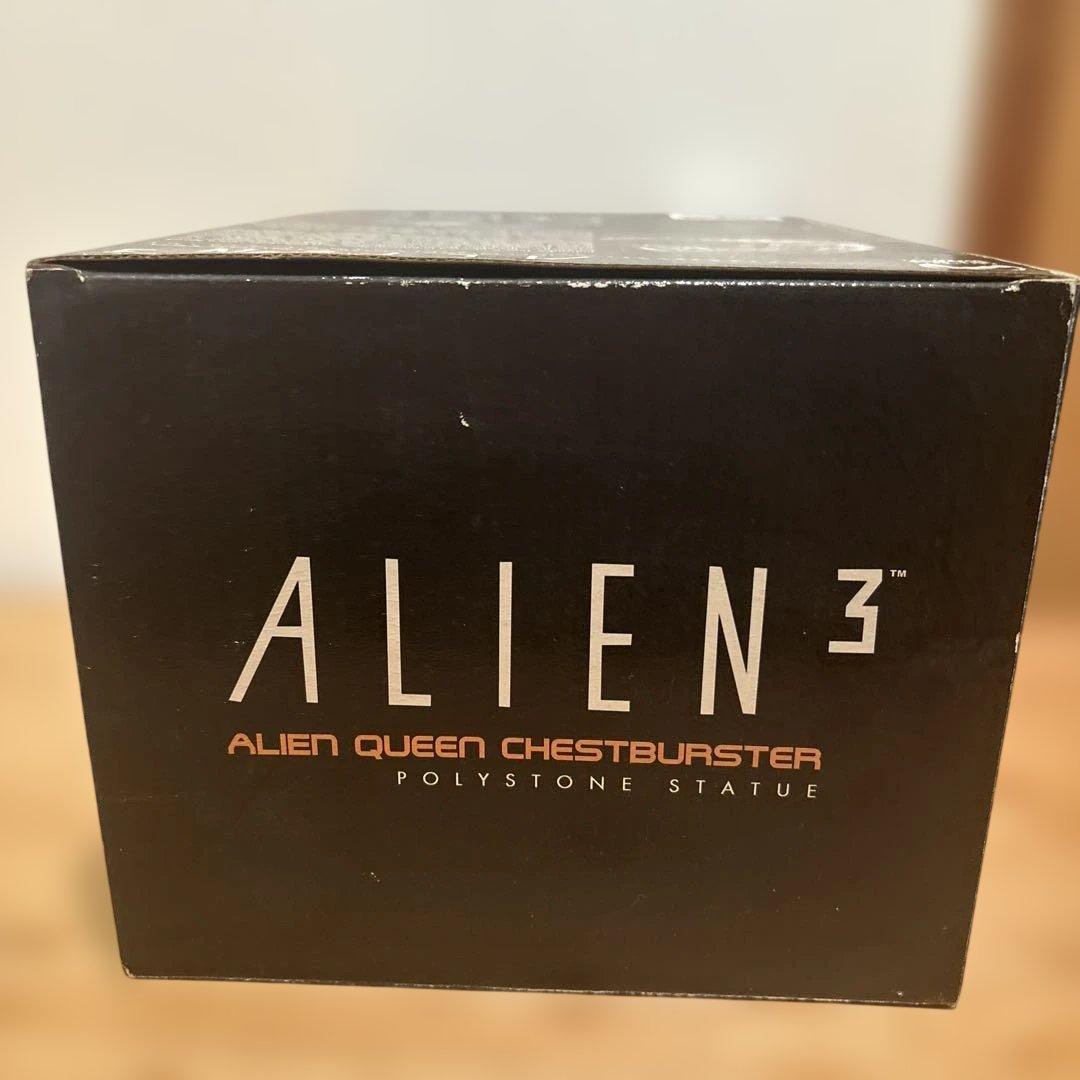 ALIEN³™
ALIEN QUEEN CHESTBURSTER
POLYSTONE STATUE